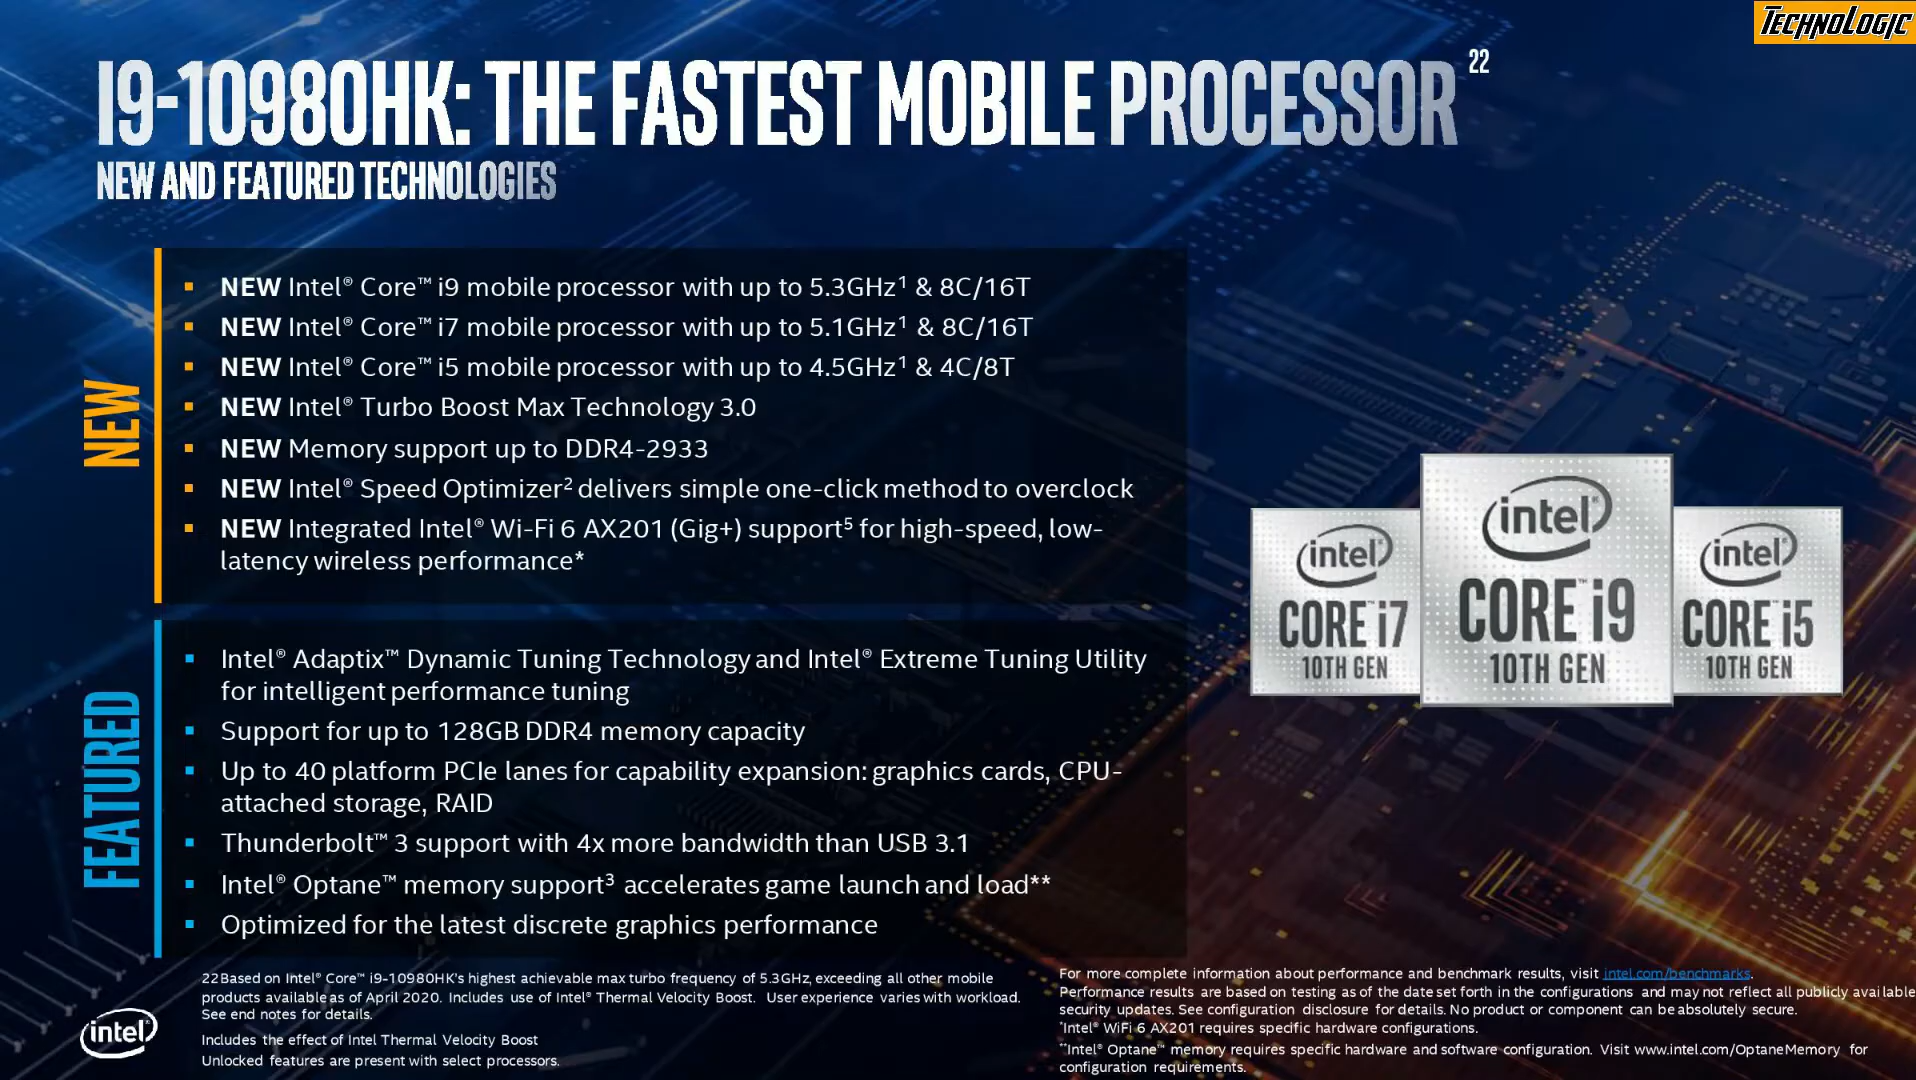 TECHNOLOGIC
I9-10980HK: THE FASTEST MOBILE PROCESSOR 22
NEW AND FEATURED TECHNOLOGIES
NEW
▪ NEW Intel® Core™ i9 mobile processor with up to 5.3GHz¹ & 8C/16T
▪ NEW Intel® Core™ i7 mobile processor with up to 5.1GHz¹ & 8C/16T
▪ NEW Intel® Core™ i5 mobile processor with up to 4.5GHz¹ & 4C/8T
▪ NEW Intel® Turbo Boost Max Technology 3.0
▪ NEW Memory support up to DDR4-2933
▪ NEW Intel® Speed Optimizer² delivers simple one-click method to overclock
▪ NEW Integrated Intel® Wi-Fi 6 AX201 (Gig+) support⁵ for high-speed, low-
latency wireless performance*
FEATURED
▪ Intel® Adaptix™ Dynamic Tuning Technology and Intel® Extreme Tuning Utility
for intelligent performance tuning
▪ Support for up to 128GB DDR4 memory capacity
▪ Up to 40 platform PCIe lanes for capability expansion: graphics cards, CPU-
attached storage, RAID
▪ Thunderbolt™ 3 support with 4x more bandwidth than USB 3.1
▪ Intel® Optane™ memory support³ accelerates game launch and load**
▪ Optimized for the latest discrete graphics performance
intel®
CORE™ i7
10TH GEN
intel®
CORE™ i9
10TH GEN
intel®
CORE™ i5
10TH GEN
intel®
22Based on Intel® Core™ i9-10980HK's highest achievable max turbo frequency of 5.3GHz, exceeding all other mobile
products available as of April 2020. Includes use of Intel® Thermal Velocity Boost. User experience varies with workload.
See end notes for details.
Includes the effect of Intel Thermal Velocity Boost
Unlocked features are present with select processors.
For more complete information about performance and benchmark results, visit intel.com/benchmarks.
Performance results are based on testing as of the date set forth in the configurations and may not reflect all publicly available
security updates. See configuration disclosure for details. No product or component can be absolutely secure.
*Intel® WiFi 6 AX201 requires specific hardware configurations.
**Intel® Optane™ memory requires specific hardware and software configuration. Visit www.intel.com/OptaneMemory for
configuration requirements.